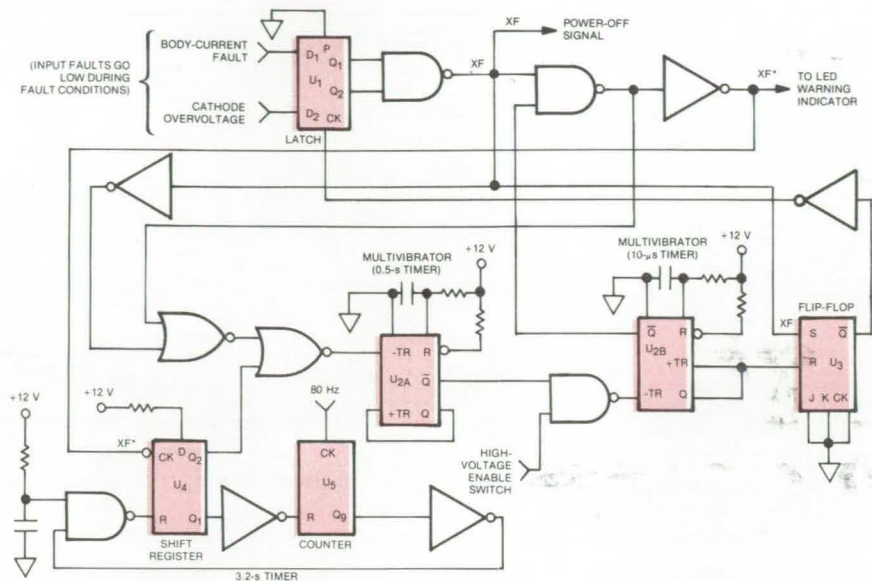 XF
POWER-OFF
SIGNAL
BODY-CURRENT
FAULT
(INPUT FAULTS GO
LOW DURING
FAULT CONDITIONS)
CATHODE
OVERVOLTAGE
D1 P Q1
U1
D2 Q2
CK
LATCH
XF
XF*
TO LED
WARNING
INDICATOR
MULTIVIBRATOR
(0.5-s TIMER)
+12 V
-TR R
U2A Q̅
+TR Q
MULTIVIBRATOR
(10-μs TIMER)
+12 V
Q̅ R
U2B
+TR
-TR Q
FLIP-FLOP
XF
S Q̅
R U3
J K CK
+12 V
+12 V
XF*
CK D Q2
U4
R Q1
SHIFT
REGISTER
80 Hz
CK
U5
R Q9
COUNTER
HIGH-
VOLTAGE
ENABLE
SWITCH
3.2-s TIMER